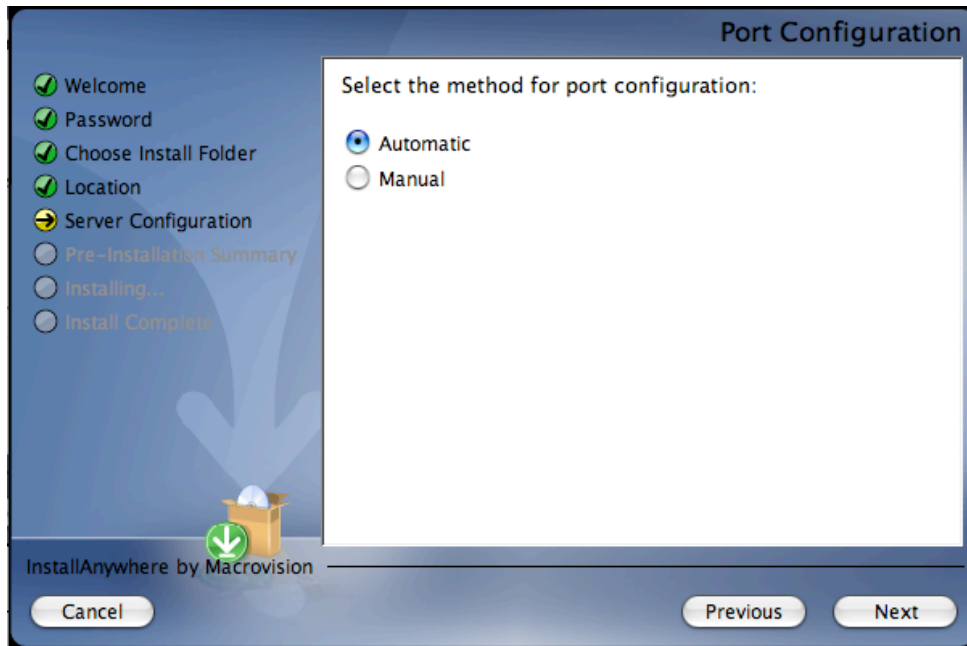 Port Configuration
Welcome
Password
Choose Install Folder
Location
Server Configuration
Pre-Installation Summary
Installing...
Install Complete
Select the method for port configuration:
Automatic
Manual
InstallAnywhere by Macrovision
Cancel
Previous
Next